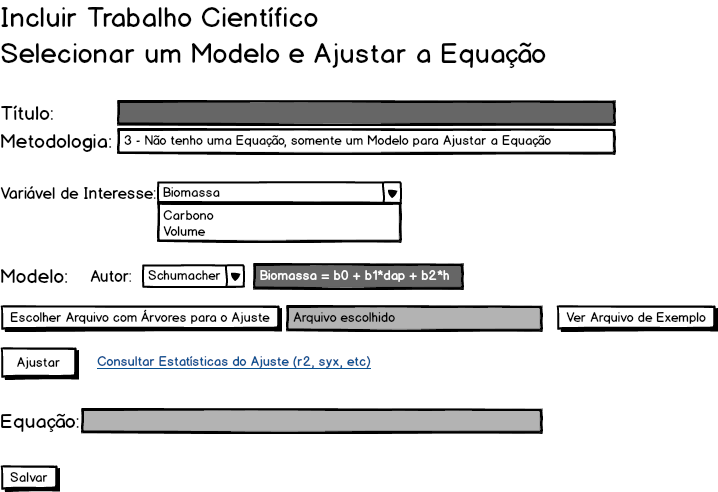 Incluir Trabalho Científico
Selecionar um Modelo e Ajustar a Equação
Título:
Metodologia: 3 - Não tenho uma Equação, somente um Modelo para Ajustar a Equação
Variável de Interesse: Biomassa
Carbono
Volume
Modelo: Autor: Schumacher Biomassa = b0 + b1*dap + b2*h
Escolher Arquivo com Árvores para o Ajuste Arquivo escolhido Ver Arquivo de Exemplo
Ajustar Consultar Estatísticas do Ajuste (r2, syx, etc)
Equação:
Salvar